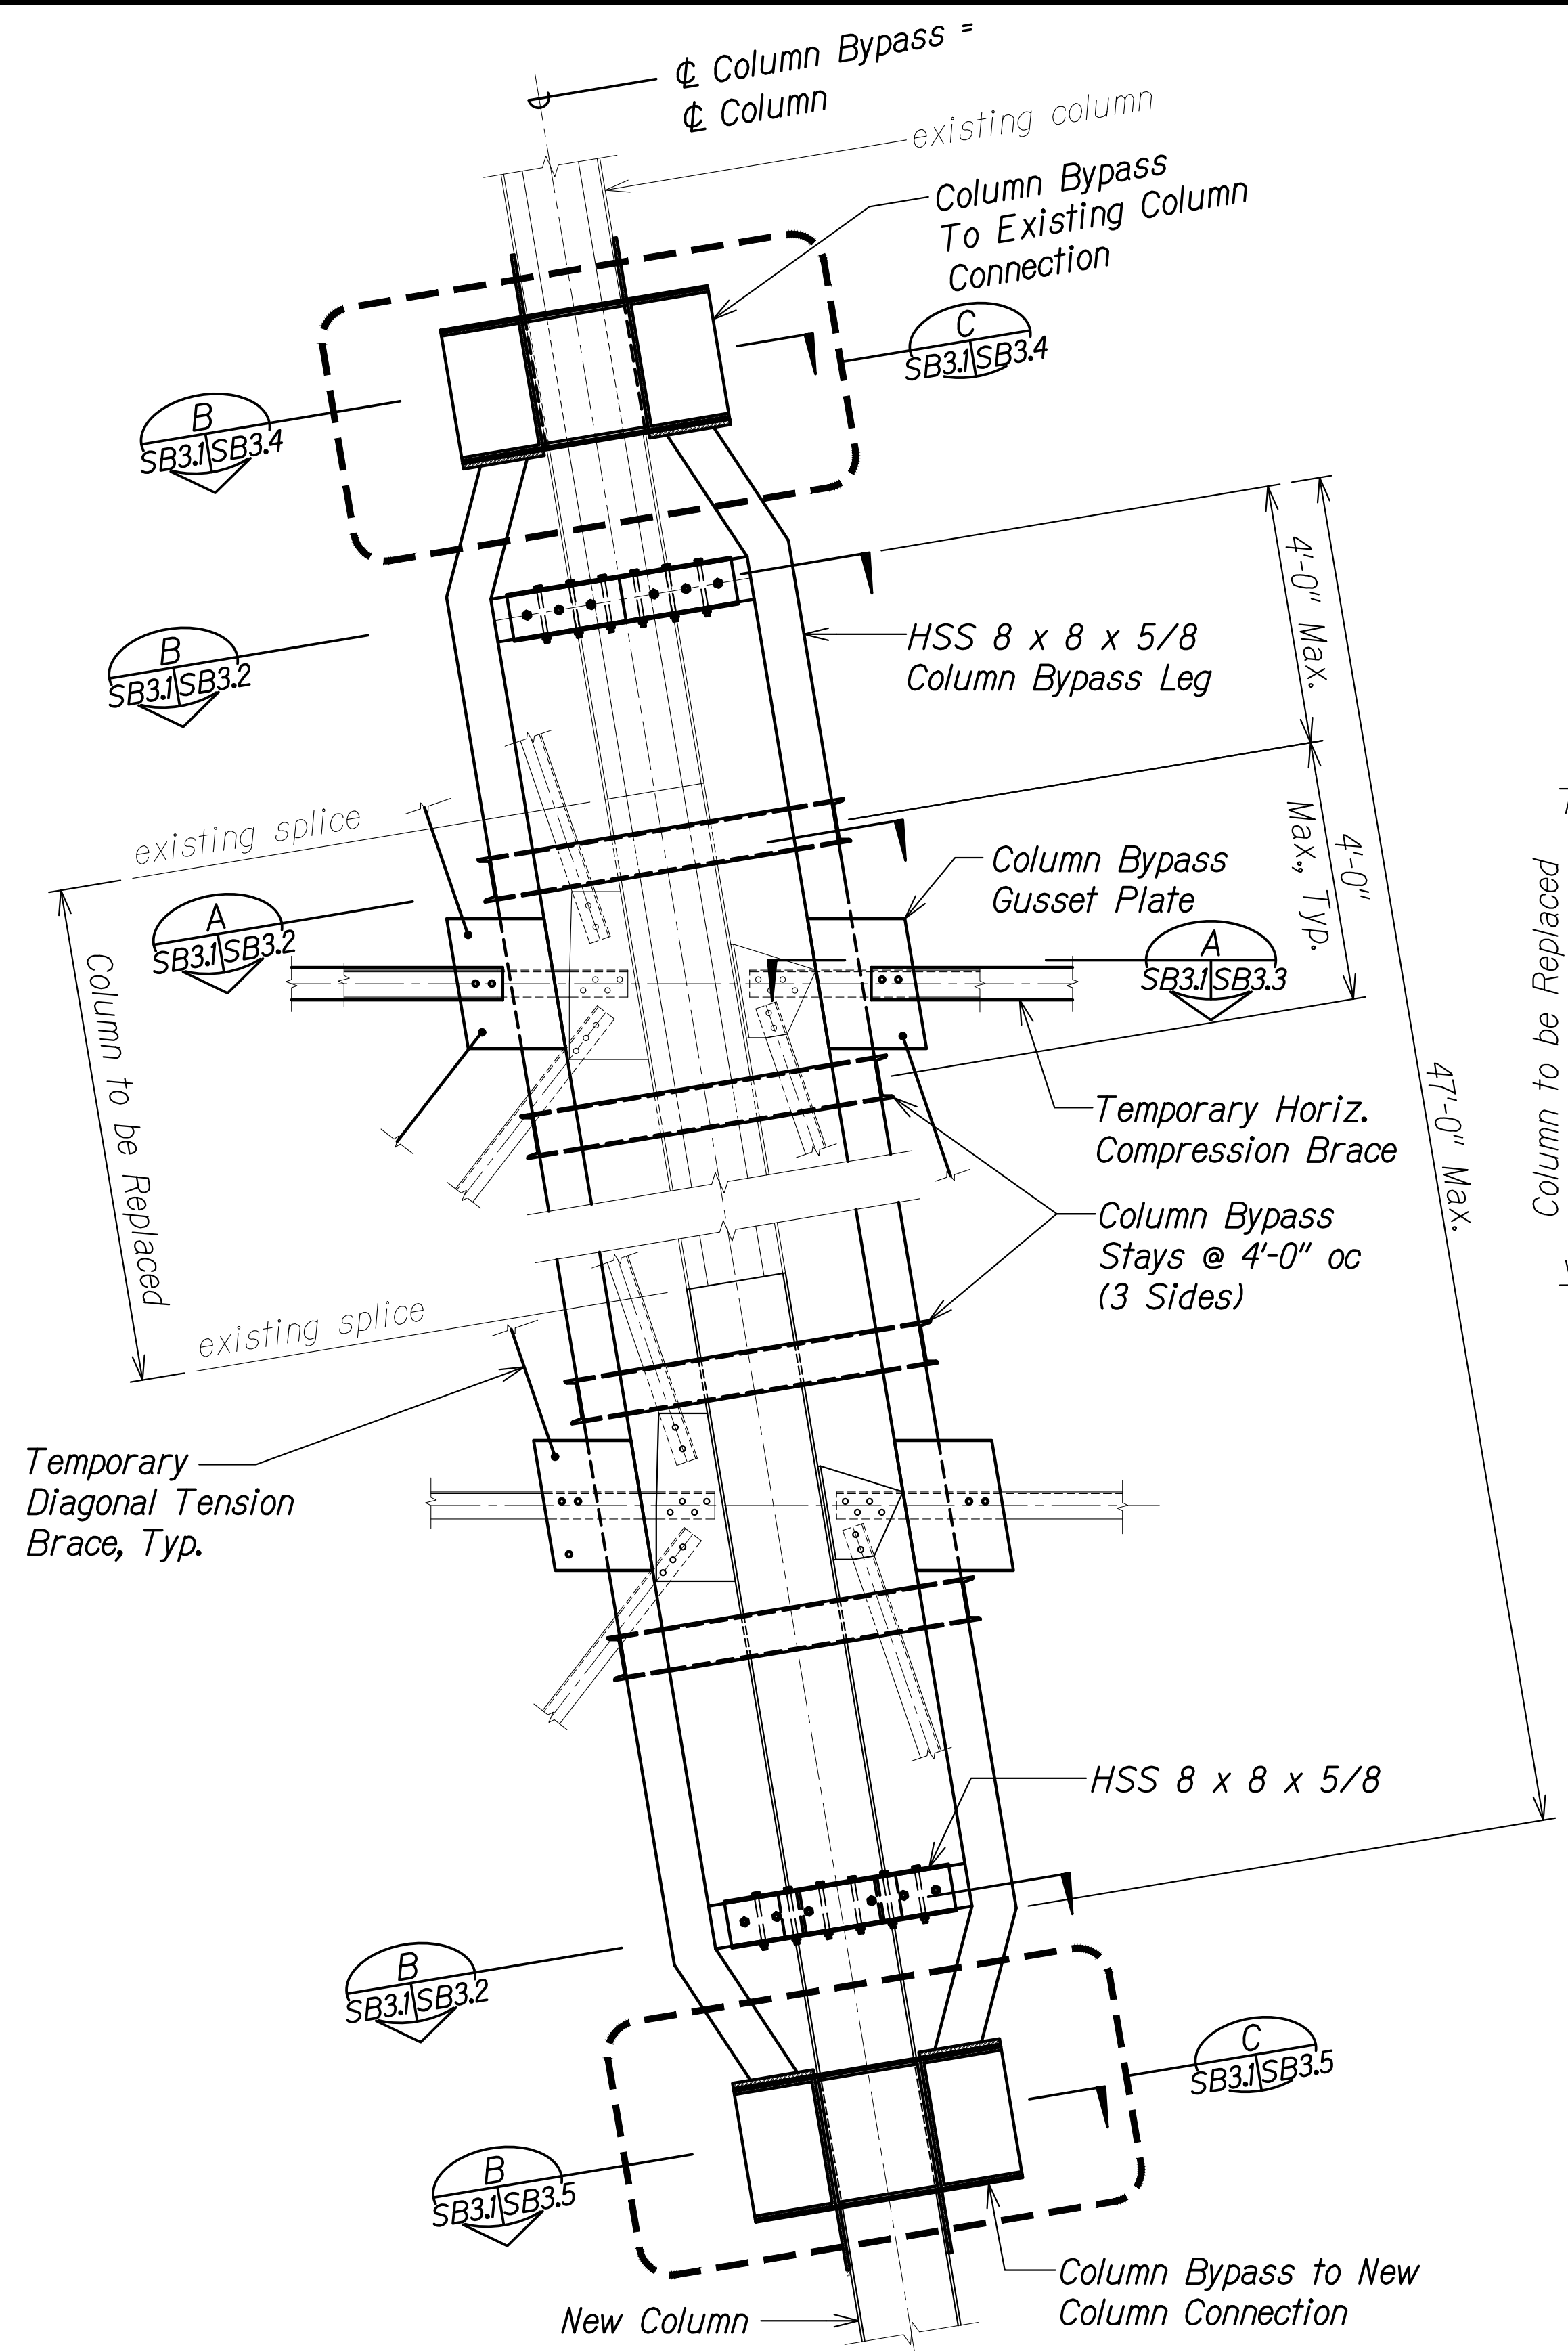 ℄ Column Bypass =
℄ Column
existing column
Column Bypass
To Existing Column
Connection
C
SB3.1 SB3.4
B
SB3.1 SB3.4
4'-0" Max.
HSS 8 x 8 x 5/8
Column Bypass Leg
B
SB3.1 SB3.2
existing splice
4'-0"
Max., Typ.
Column Bypass
Gusset Plate
A
SB3.1 SB3.2
A
SB3.1 SB3.3
Column to be Replaced
Column to be Replaced
47'-0" Max.
Temporary Horiz.
Compression Brace
Column Bypass
Stays @ 4'-0" oc
(3 Sides)
existing splice
Temporary
Diagonal Tension
Brace, Typ.
HSS 8 x 8 x 5/8
B
SB3.1 SB3.2
C
SB3.1 SB3.5
B
SB3.1 SB3.5
Column Bypass to New
Column Connection
New Column